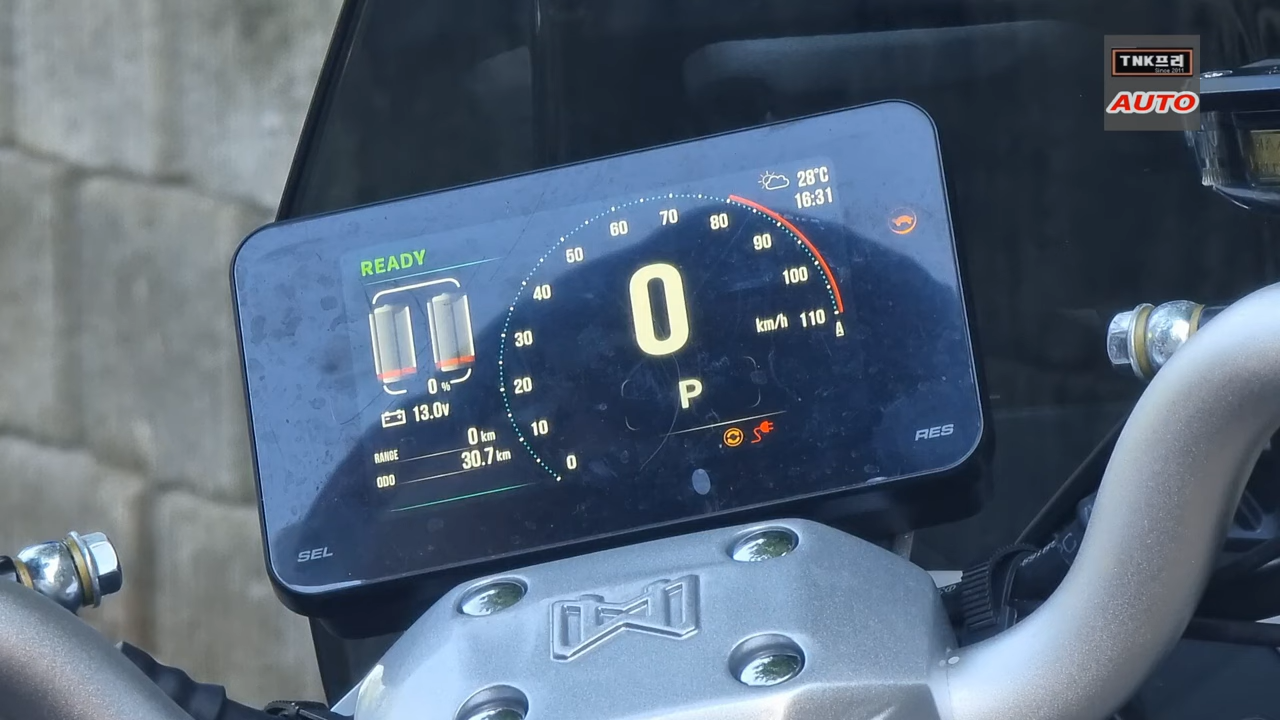 TNK프리
Since 2011
AUTO
28°C
16:31
READY
0 %
13.0v
RANGE 0 km
ODO 30.7 km
0
10
20
30
40
50
60
70
80
90
100
km/h 110
0
P
SEL
RES